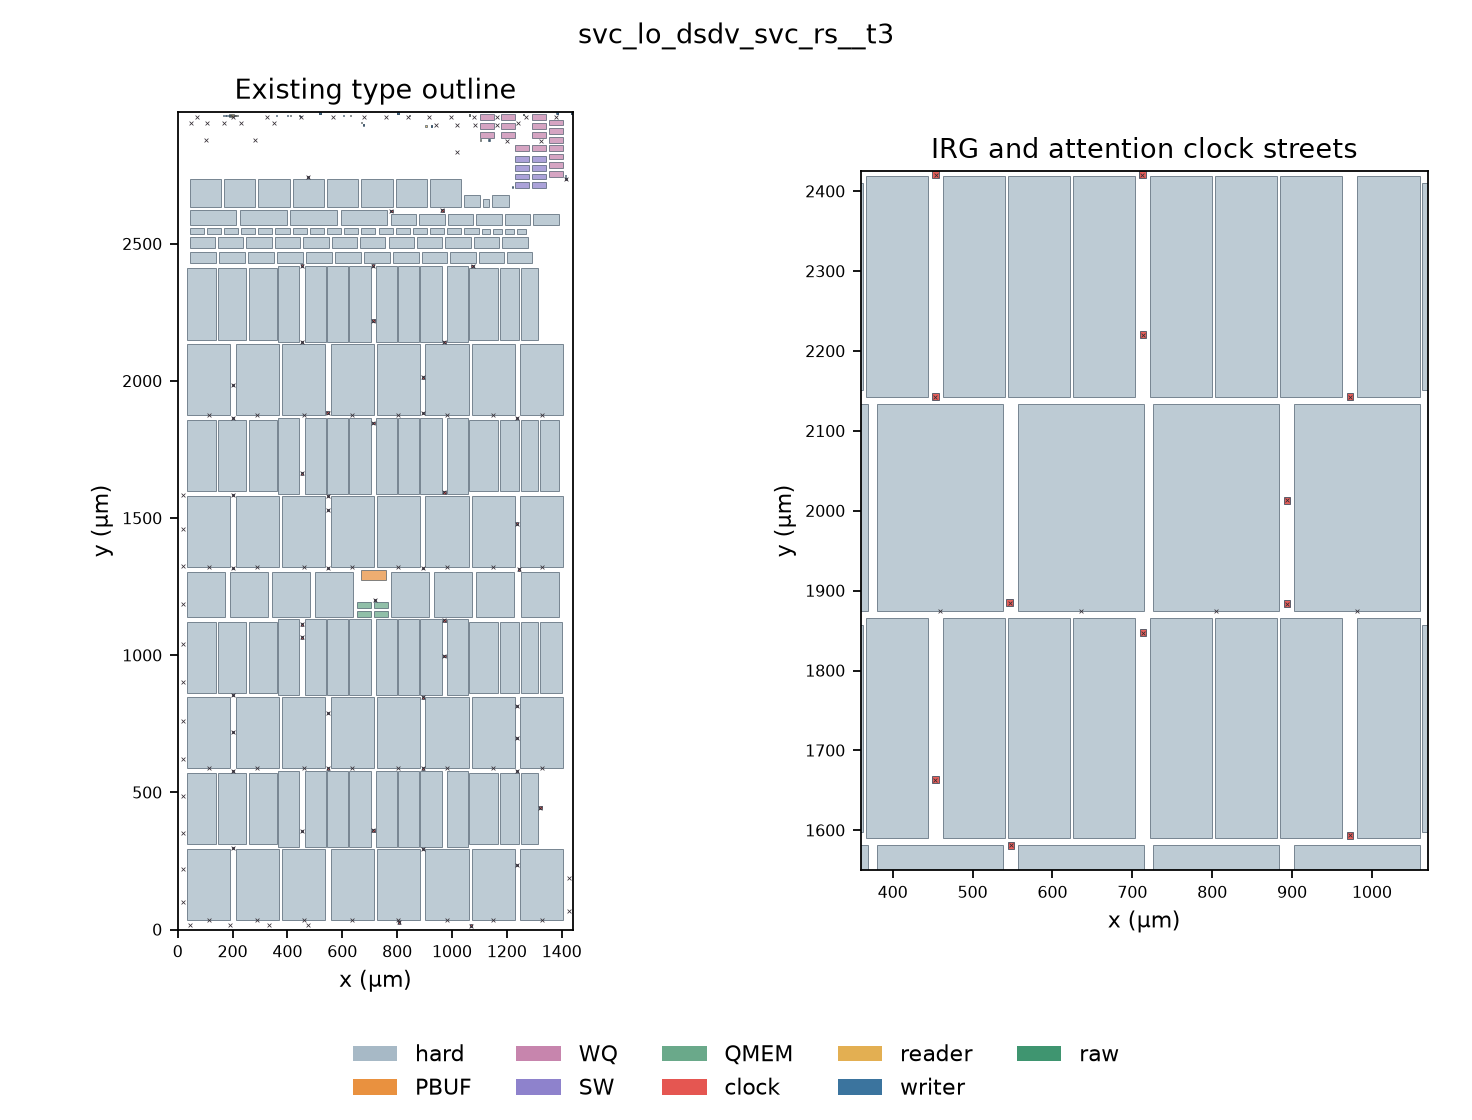 svc_lo_dsdv_svc_rs__t3
Existing type outline
IRG and attention clock streets
2500
2000
1500
1000
500
0
y (µm)
0 200 400 600 800 1000 1200 1400
x (µm)
2400
2300
2200
2100
2000
1900
1800
1700
1600
y (µm)
400 500 600 700 800 900 1000
x (µm)
hard WQ QMEM reader raw
PBUF SW clock writer